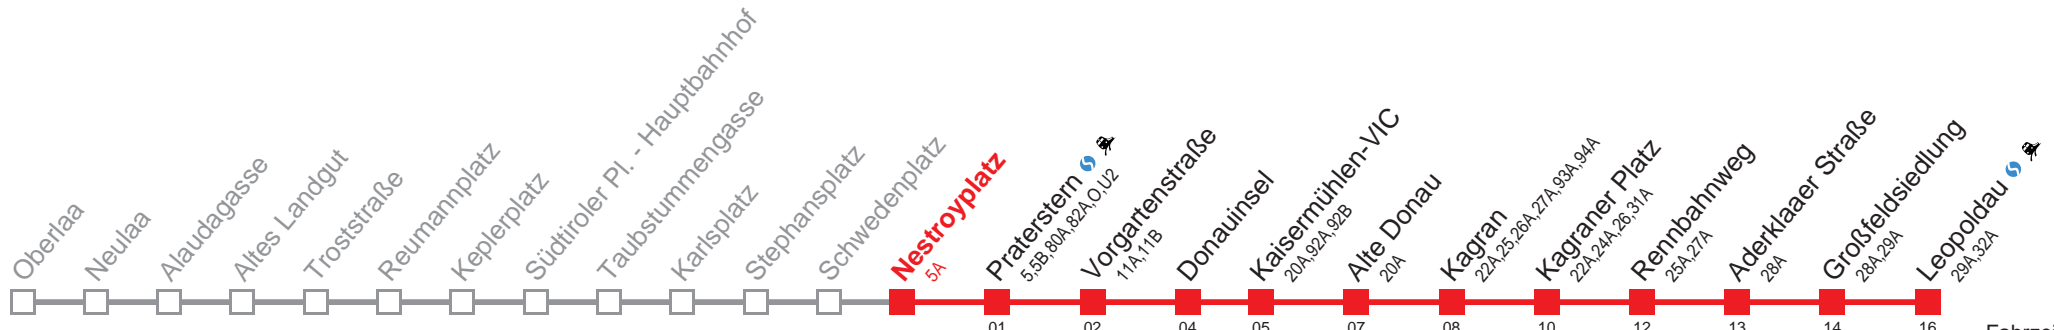 Oberlaa
Neulaa
Alaudagasse
Altes Landgut
Troststraße
Reumannplatz
Keplerplatz
Südtiroler Pl. - Hauptbahnhof
Taubstummengasse
Karlsplatz
Stephansplatz
Schwedenplatz
Nestroyplatz
5A
Praterstern
5,5B,80A,82A,O,U2
Vorgartenstraße
11A,11B
Donauinsel
Kaisermühlen-VIC
20A,92A,92B
Alte Donau
20A
Kagran
22A,25,26A,27A,93A,94A
Kagraner Platz
22A,24A,26,31A
Rennbahnweg
25A,27A
Aderklaaer Straße
28A
Großfeldsiedlung
28A,29A
Leopoldau
29A,32A
01 02 04 05 07 08 10 12 13 14 16